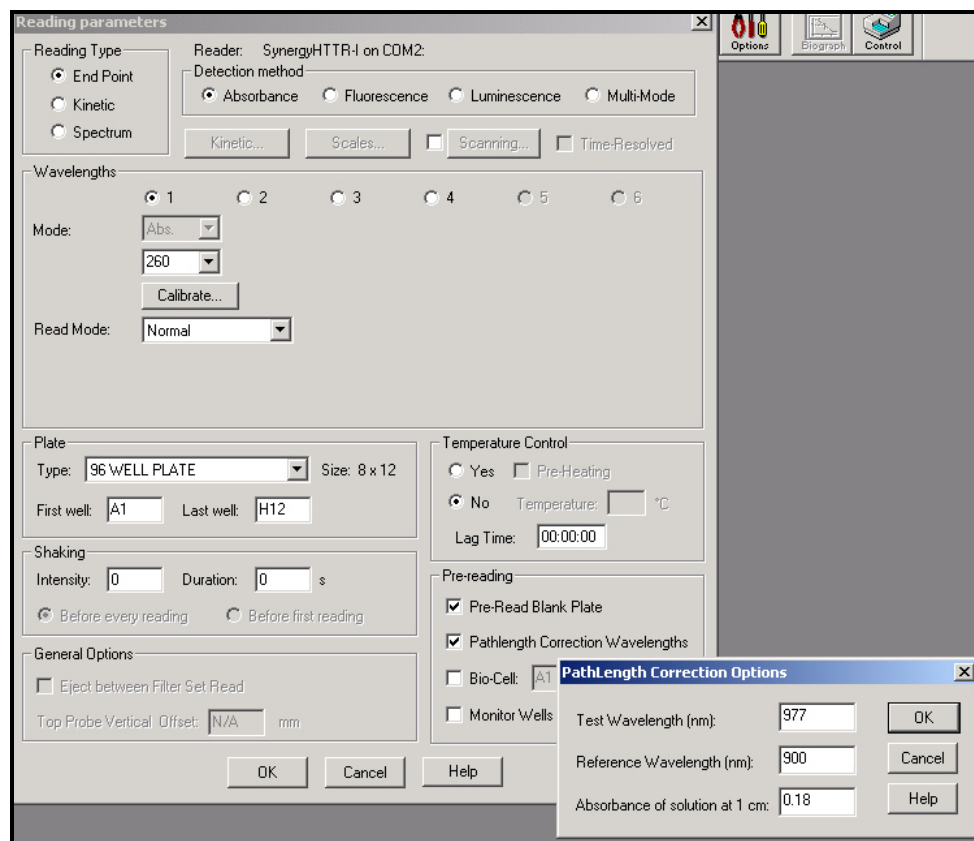 Reading parameters
Options
Biograph
Control
Reading Type
End Point
Kinetic
Spectrum
Reader: SynergyHTTR-I on COM2:
Detection method
Absorbance Fluorescence Luminescence Multi-Mode
Kinetic... Scales... Scanning... Time-Resolved
Wavelengths
1 2 3 4 5 6
Mode: Abs.
260
Calibrate...
Read Mode: Normal
Plate
Type: 96 WELL PLATE Size: 8 x 12
First well: A1 Last well: H12
Shaking
Intensity: 0 Duration: 0 s
Before every reading Before first reading
General Options
Eject between Filter Set Read
Top Probe Vertical Offset: N/A mm
Temperature Control
Yes Pre-Heating
No Temperature: °C
Lag Time: 00:00:00
Pre-reading
Pre-Read Blank Plate
Pathlength Correction Wavelengths
Bio-Cell: A1
Monitor Wells
OK Cancel Help
PathLength Correction Options
Test Wavelength (nm): 977 OK
Reference Wavelength (nm): 900 Cancel
Absorbance of solution at 1 cm: 0.18 Help